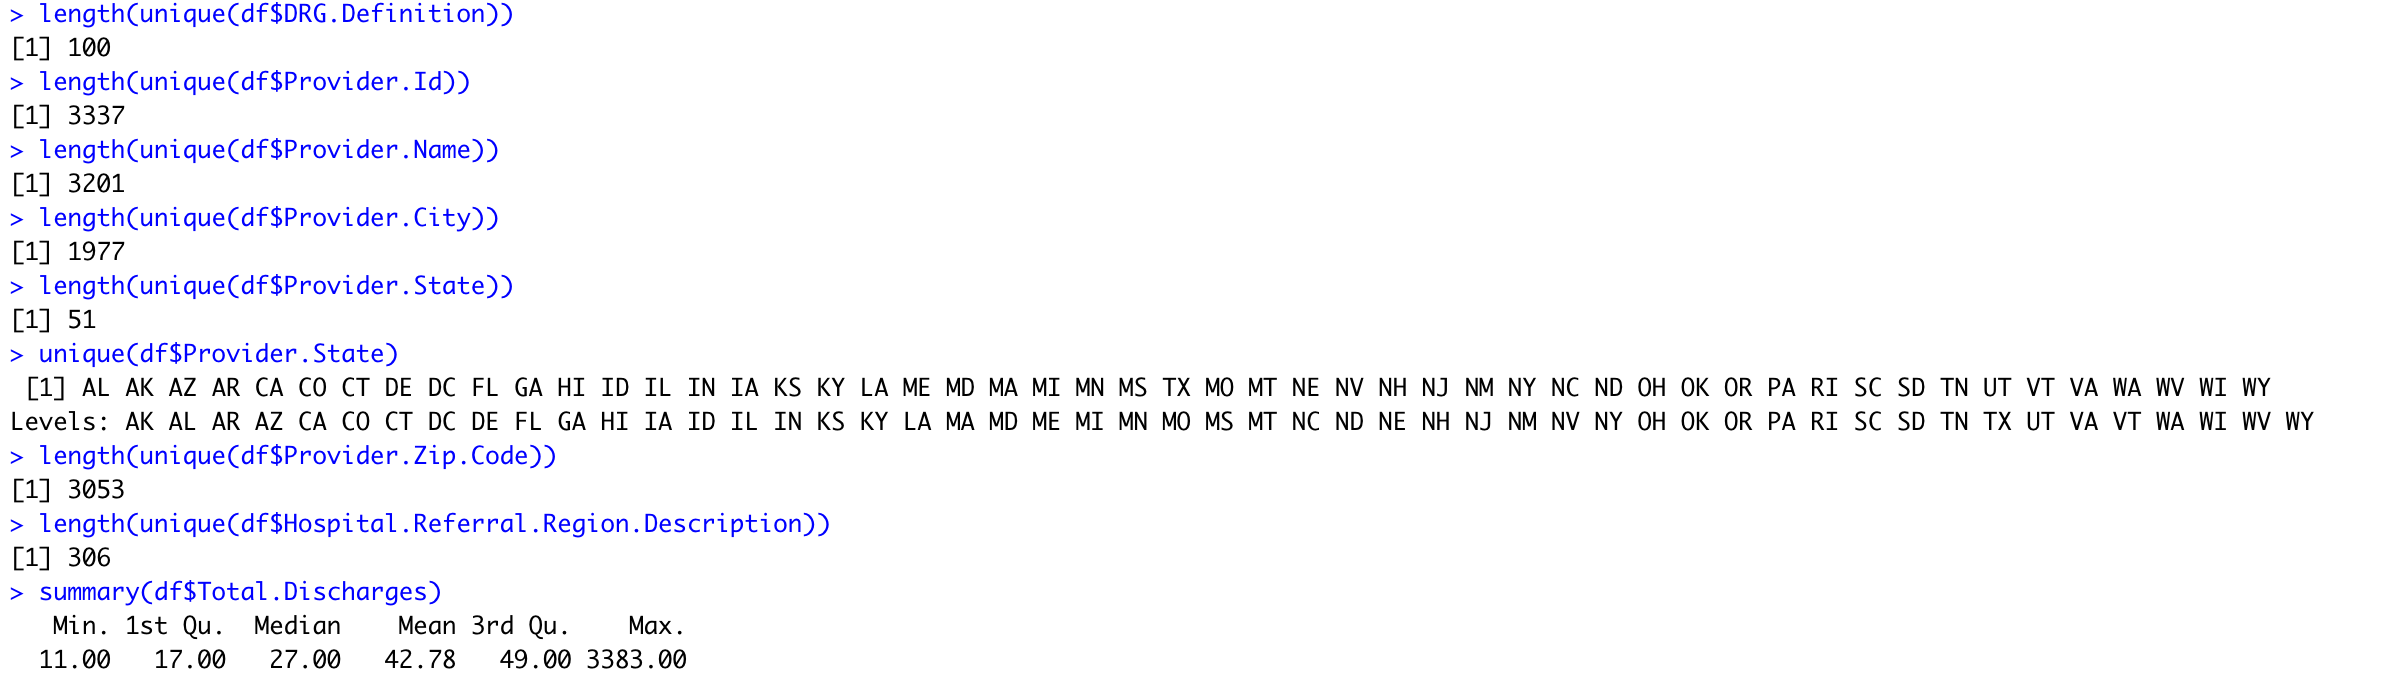 > length(unique(df$DRG.Definition))
[1] 100
> length(unique(df$Provider.Id))
[1] 3337
> length(unique(df$Provider.Name))
[1] 3201
> length(unique(df$Provider.City))
[1] 1977
> length(unique(df$Provider.State))
[1] 51
> unique(df$Provider.State)
 [1] AL AK AZ AR CA CO CT DE DC FL GA HI ID IL IN IA KS KY LA ME MD MA MI MN MS TX MO MT NE NV NH NJ NM NY NC ND OH OK OR PA RI SC SD TN UT VT VA WA WV WI WY
Levels: AK AL AR AZ CA CO CT DC DE FL GA HI IA ID IL IN KS KY LA MA MD ME MI MN MO MS MT NC ND NE NH NJ NM NV NY OH OK OR PA RI SC SD TN TX UT VA VT WA WI WV WY
> length(unique(df$Provider.Zip.Code))
[1] 3053
> length(unique(df$Hospital.Referral.Region.Description))
[1] 306
> summary(df$Total.Discharges)
   Min. 1st Qu.  Median    Mean 3rd Qu.    Max.
  11.00   17.00   27.00   42.78   49.00 3383.00